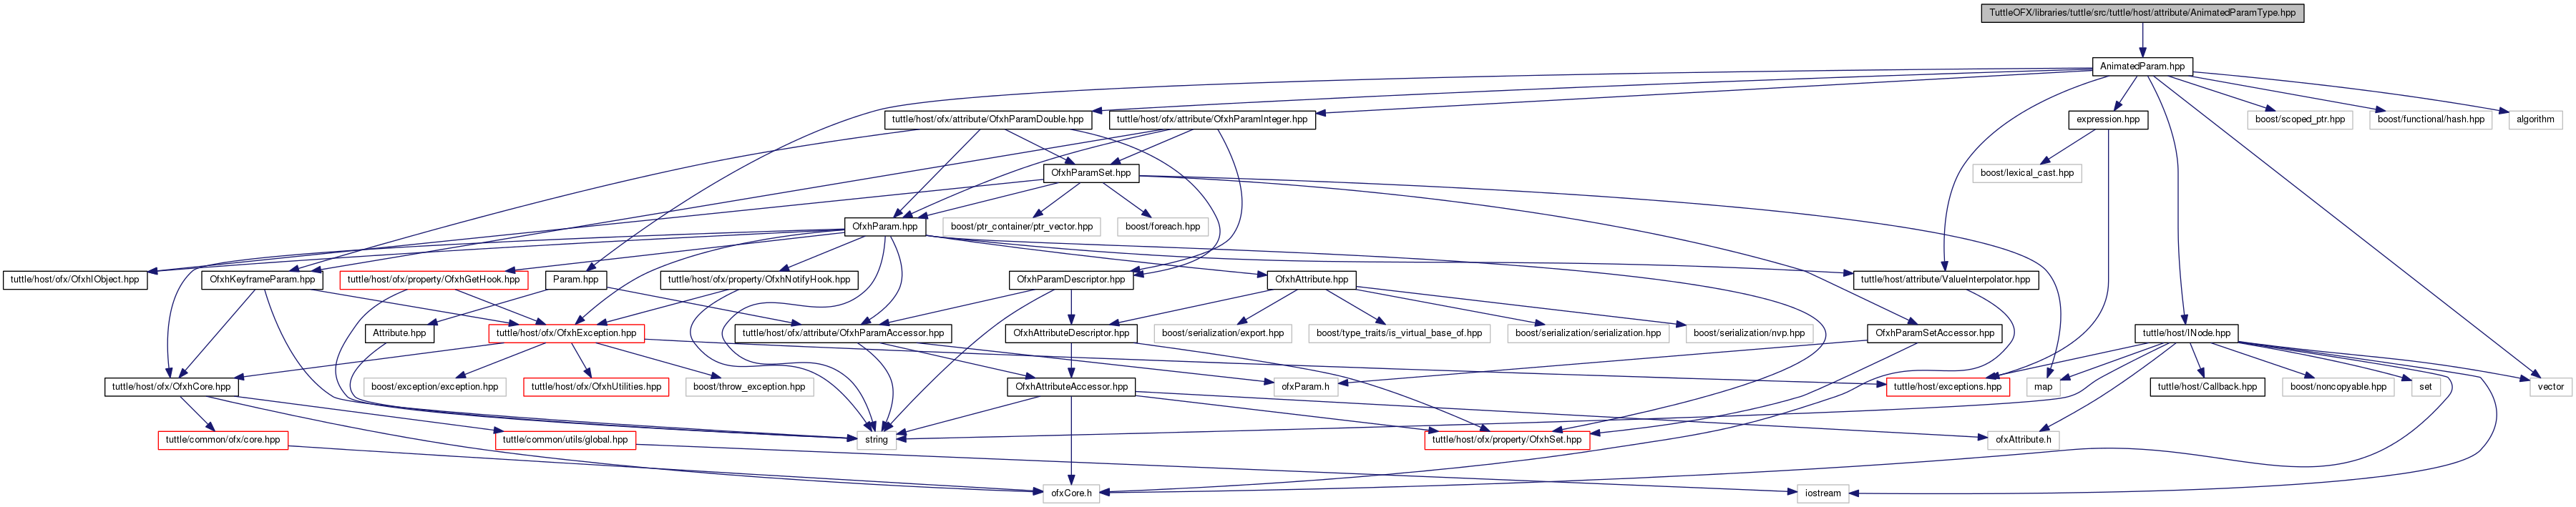 TuttleOFX/libraries/tuttle/src/tuttle/host/attribute/AnimatedParamType.hpp
AnimatedParam.hpp
tuttle/host/ofx/attribute/OfxhParamDouble.hpp
tuttle/host/ofx/attribute/OfxhParamInteger.hpp
expression.hpp
boost/scoped_ptr.hpp
boost/functional/hash.hpp
algorithm
OfxhParamSet.hpp
boost/lexical_cast.hpp
OfxhParam.hpp
boost/ptr_container/ptr_vector.hpp
boost/foreach.hpp
tuttle/host/ofx/OfxhIObject.hpp
OfxhKeyframeParam.hpp
tuttle/host/ofx/property/OfxhGetHook.hpp
Param.hpp
tuttle/host/ofx/property/OfxhNotifyHook.hpp
OfxhParamDescriptor.hpp
OfxhAttribute.hpp
tuttle/host/attribute/ValueInterpolator.hpp
Attribute.hpp
tuttle/host/ofx/OfxhException.hpp
tuttle/host/ofx/attribute/OfxhParamAccessor.hpp
OfxhAttributeDescriptor.hpp
boost/serialization/export.hpp
boost/type_traits/is_virtual_base_of.hpp
boost/serialization/serialization.hpp
boost/serialization/nvp.hpp
OfxhParamSetAccessor.hpp
tuttle/host/INode.hpp
tuttle/host/ofx/OfxhCore.hpp
boost/exception/exception.hpp
tuttle/host/ofx/OfxhUtilities.hpp
boost/throw_exception.hpp
OfxhAttributeAccessor.hpp
ofxParam.h
tuttle/host/exceptions.hpp
map
tuttle/host/Callback.hpp
boost/noncopyable.hpp
set
vector
tuttle/common/ofx/core.hpp
tuttle/common/utils/global.hpp
string
tuttle/host/ofx/property/OfxhSet.hpp
ofxAttribute.h
ofxCore.h
iostream